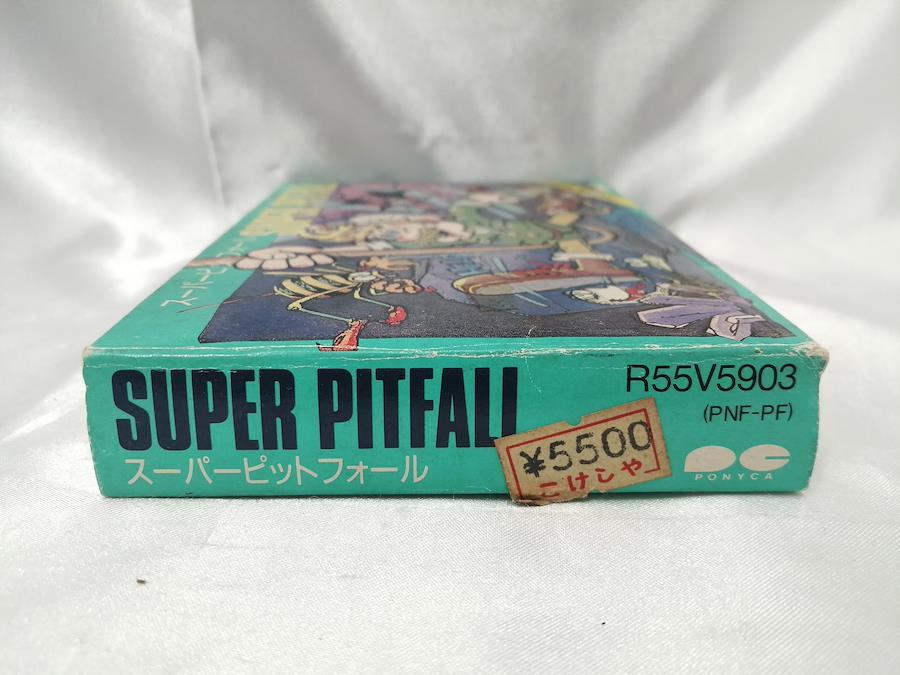 スーパーピットフォール
SUPER PITFALL
スーパーピットフォール
¥5500
こけしや
R55V5903
(PNF-PF)
PONYCA